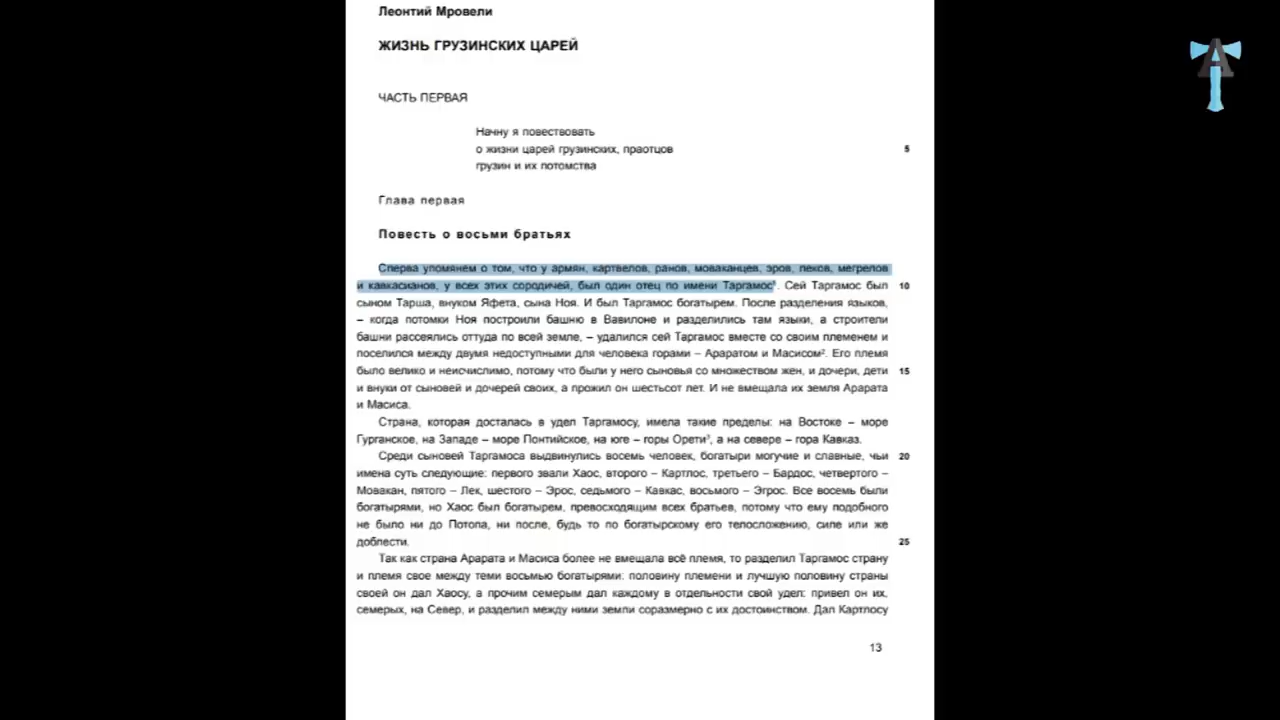 Леонтий Мровели
ЖИЗНЬ ГРУЗИНСКИХ ЦАРЕЙ
ЧАСТЬ ПЕРВАЯ
Начну я повествовать
о жизни царей грузинских, праотцов 5
грузин и их потомства
Глава первая
Повесть о восьми братьях
Сперва упомянем о том, что у армян, картвелов, ранов, моваканцев, эров, леков, мегрелов
и кавкасианов, у всех этих сородичей, был один отец по имени Таргамос¹. Сей Таргамос был 10
сыном Тарша, внуком Яфета, сына Ноя. И был Таргамос богатырем. После разделения языков,
– когда потомки Ноя построили башню в Вавилоне и разделились там языки, а строители
башни рассеялись оттуда по всей земле, – удалился сей Таргамос вместе со своим племенем и
поселился между двумя недоступными для человека горами – Араратом и Масисом². Его племя
было велико и неисчислимо, потому что были у него сыновья со множеством жен, и дочери, дети 15
и внуки от сыновей и дочерей своих, а прожил он шестьсот лет. И не вмещала их земля Арарата
и Масиса.
Страна, которая досталась в удел Таргамосу, имела такие пределы: на Востоке – море
Гурганское, на Западе – море Понтийское, на юге – горы Орети³, а на севере – гора Кавказ.
Среди сыновей Таргамоса выдвинулись восемь человек, богатыри могучие и славные, чьи 20
имена суть следующие: первого звали Хаос, второго – Картлос, третьего – Бардос, четвертого –
Мовакан, пятого – Лек, шестого – Эрос, седьмого – Кавкас, восьмого – Эгрос. Все восемь были
богатырями, но Хаос был богатырем, превосходящим всех братьев, потому что ему подобного
не было ни до Потопа, ни после, будь то по богатырскому его телосложению, силе или же
доблести. 25
Так как страна Арарата и Масиса более не вмещала всё племя, то разделил Таргамос страну
и племя свое между теми восьмью богатырями: половину племени и лучшую половину страны
своей он дал Хаосу, а прочим семерым дал каждому в отдельности свой удел: привел он их,
семерых, на Север, и разделил между ними земли соразмерно с их достоинством. Дал Картлосу
13